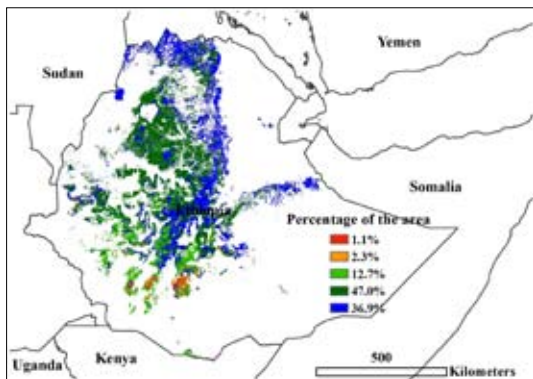 Yemen
Sudan
Somalia
Ethiopia
Percentage of the area
1.1%
2.3%
12.7%
47.0%
36.9%
500
Kilometers
Uganda
Kenya